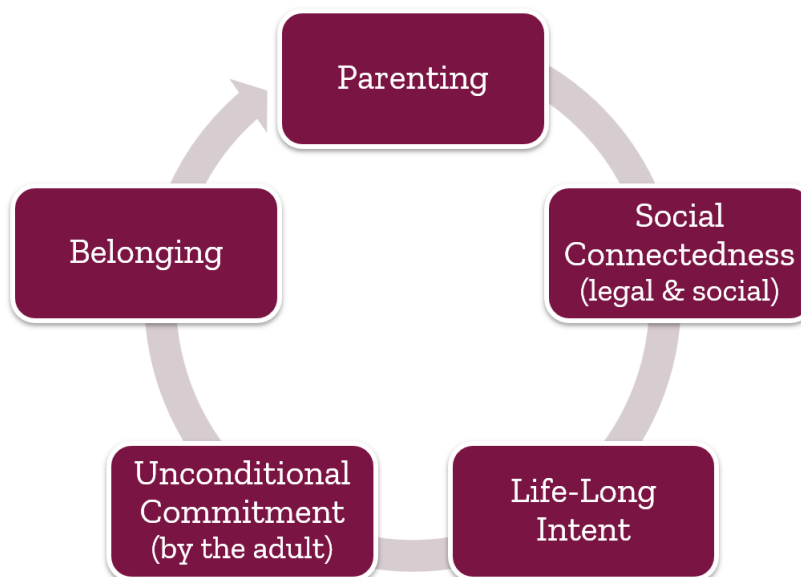 Parenting
Social
Connectedness
(legal & social)
Life-Long
Intent
Unconditional
Commitment
(by the adult)
Belonging